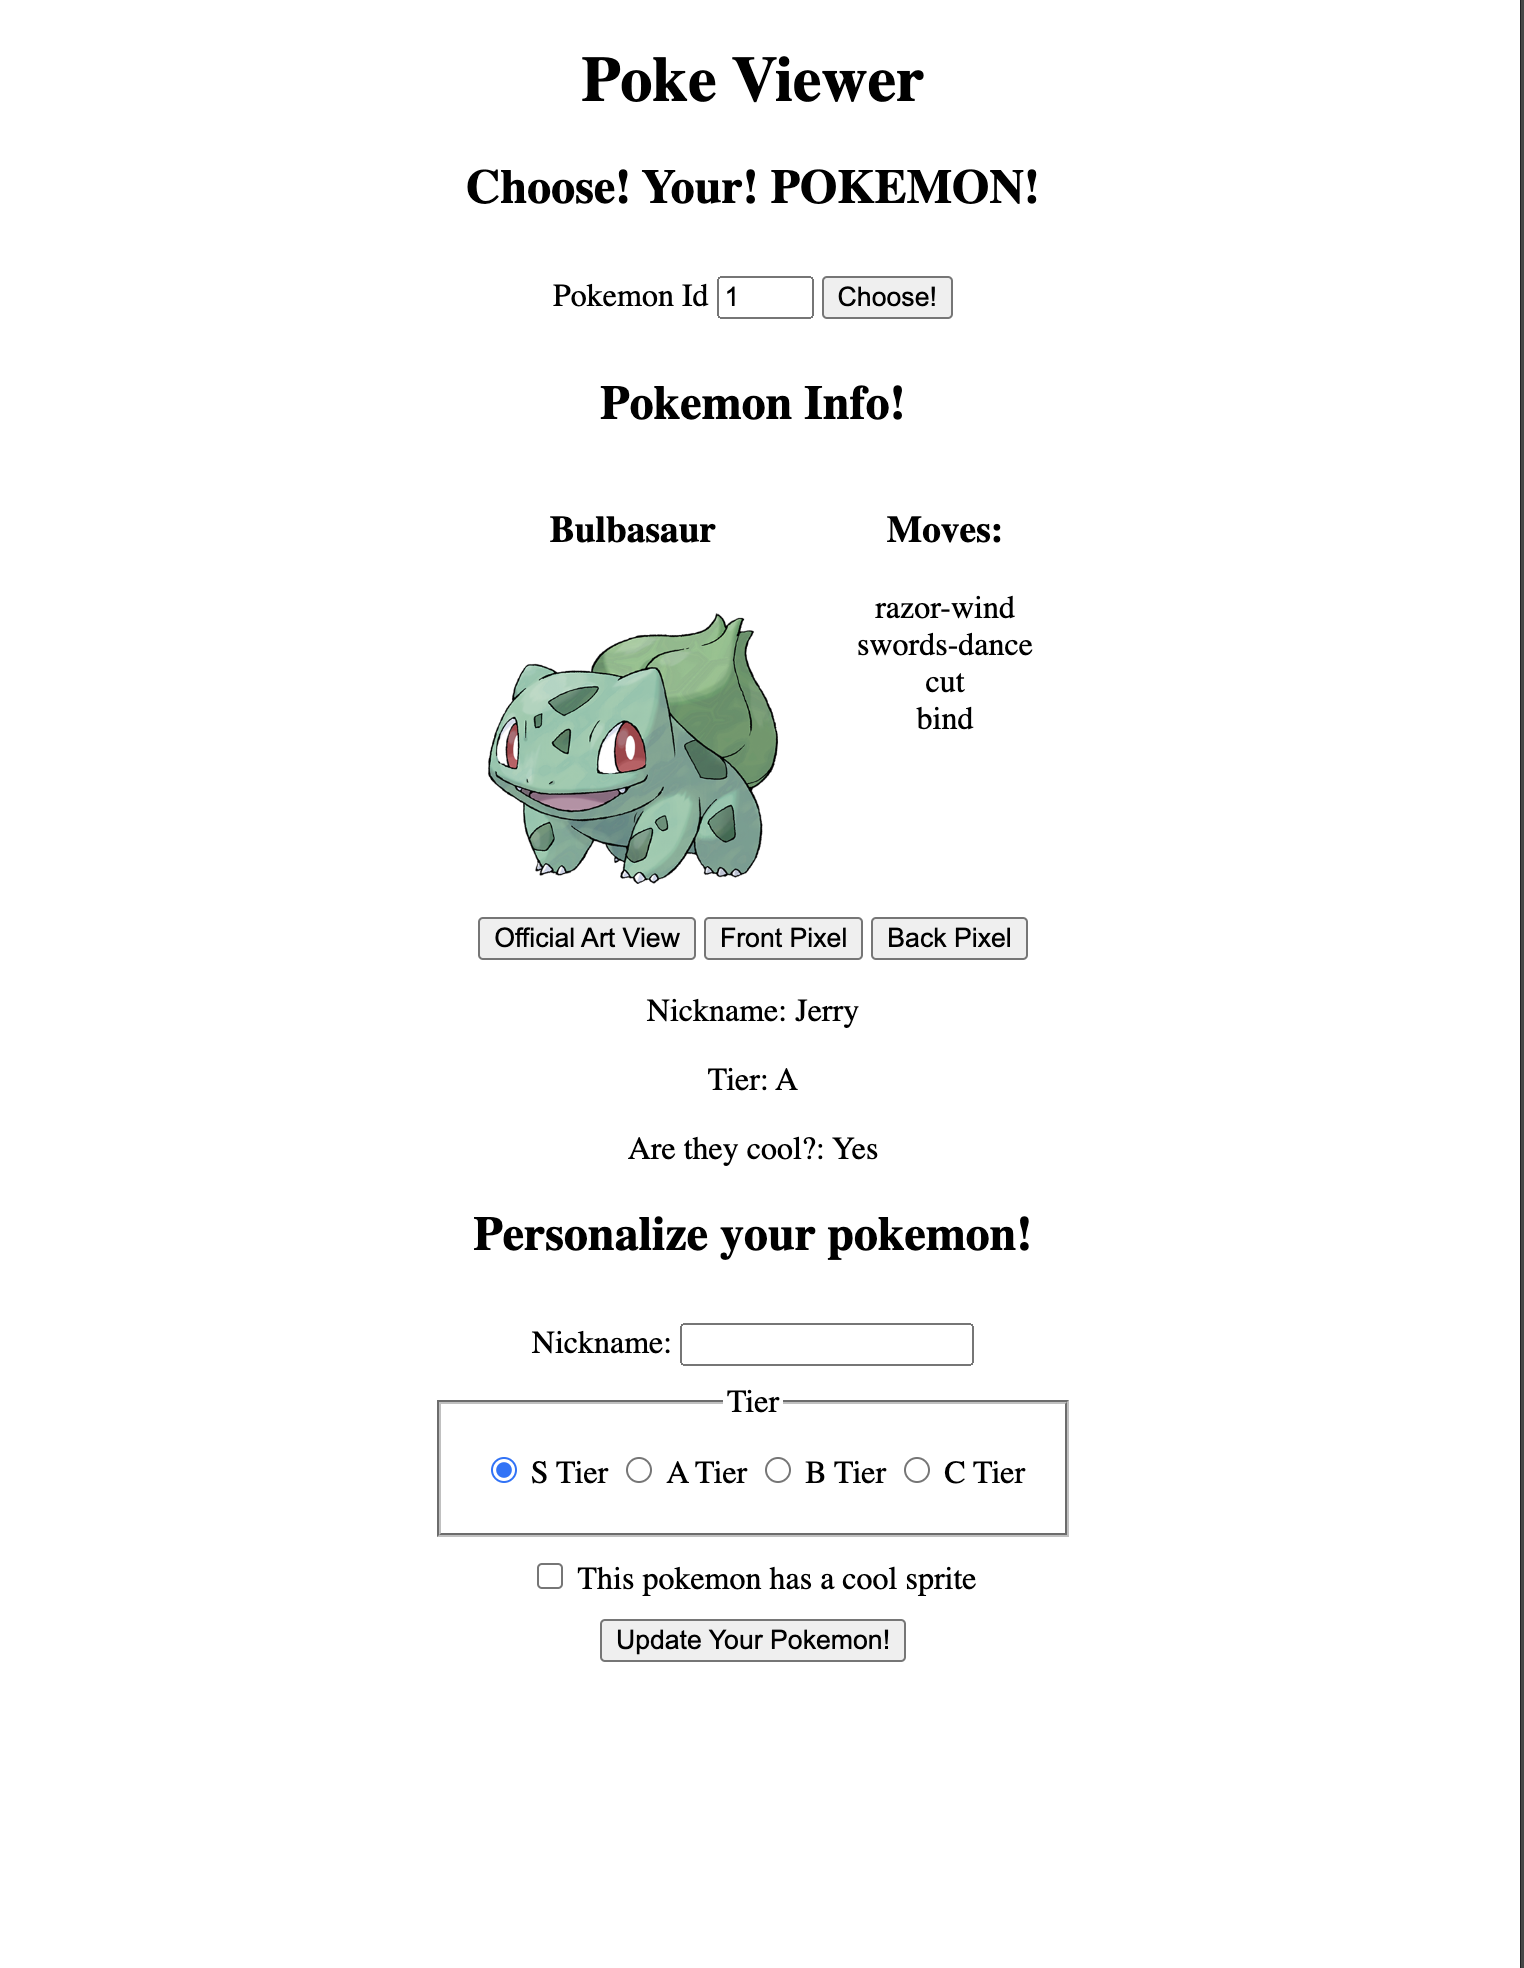 Poke Viewer
Choose! Your! POKEMON!
Pokemon Id 1 Choose!
Pokemon Info!
Bulbasaur
Moves:
razor-wind
swords-dance
cut
bind
Official Art View Front Pixel Back Pixel
Nickname: Jerry
Tier: A
Are they cool?: Yes
Personalize your pokemon!
Nickname:
Tier
S Tier A Tier B Tier C Tier
This pokemon has a cool sprite
Update Your Pokemon!